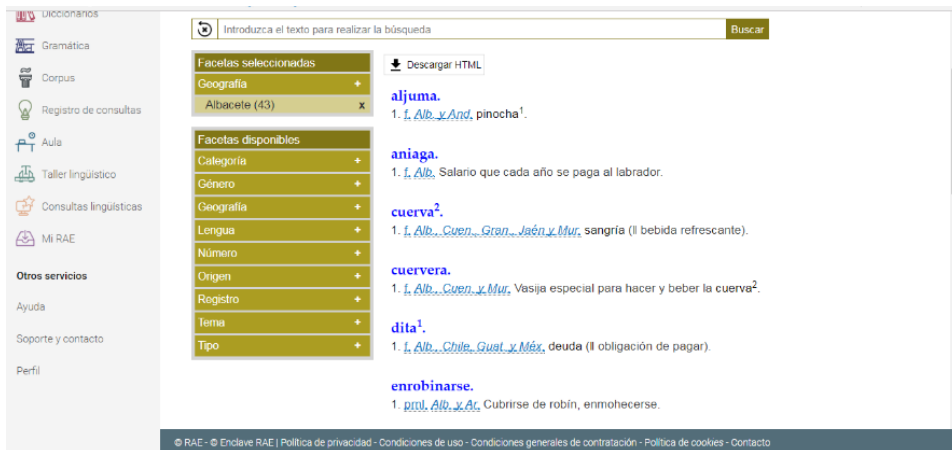 Diccionarios
Gramática
Corpus
Registro de consultas
Aula
Taller lingüístico
Consultas lingüísticas
Mi RAE
Otros servicios
Ayuda
Soporte y contacto
Perfil
Introduzca el texto para realizar la búsqueda
Buscar
Facetas seleccionadas
Geografía +
Albacete (43) x
Facetas disponibles
Categoría +
Género +
Geografía +
Lengua +
Número +
Origen +
Registro +
Tema +
Tipo +
Descargar HTML
aljuma.
1. f. Alb. y And. pinocha¹.
aniaga.
1. f. Alb. Salario que cada año se paga al labrador.
cuerva².
1. f. Alb., Cuen., Gran., Jaén y Mur. sangría (‖ bebida refrescante).
cuervera.
1. f. Alb., Cuen. y Mur. Vasija especial para hacer y beber la cuerva².
dita¹.
1. f. Alb., Chile, Guat. y Méx. deuda (‖ obligación de pagar).
enrobinarse.
1. prnl. Alb. y Ar. Cubrirse de robín, enmohecerse.
© RAE - © Enclave RAE | Política de privacidad - Condiciones de uso - Condiciones generales de contratación - Política de cookies - Contacto